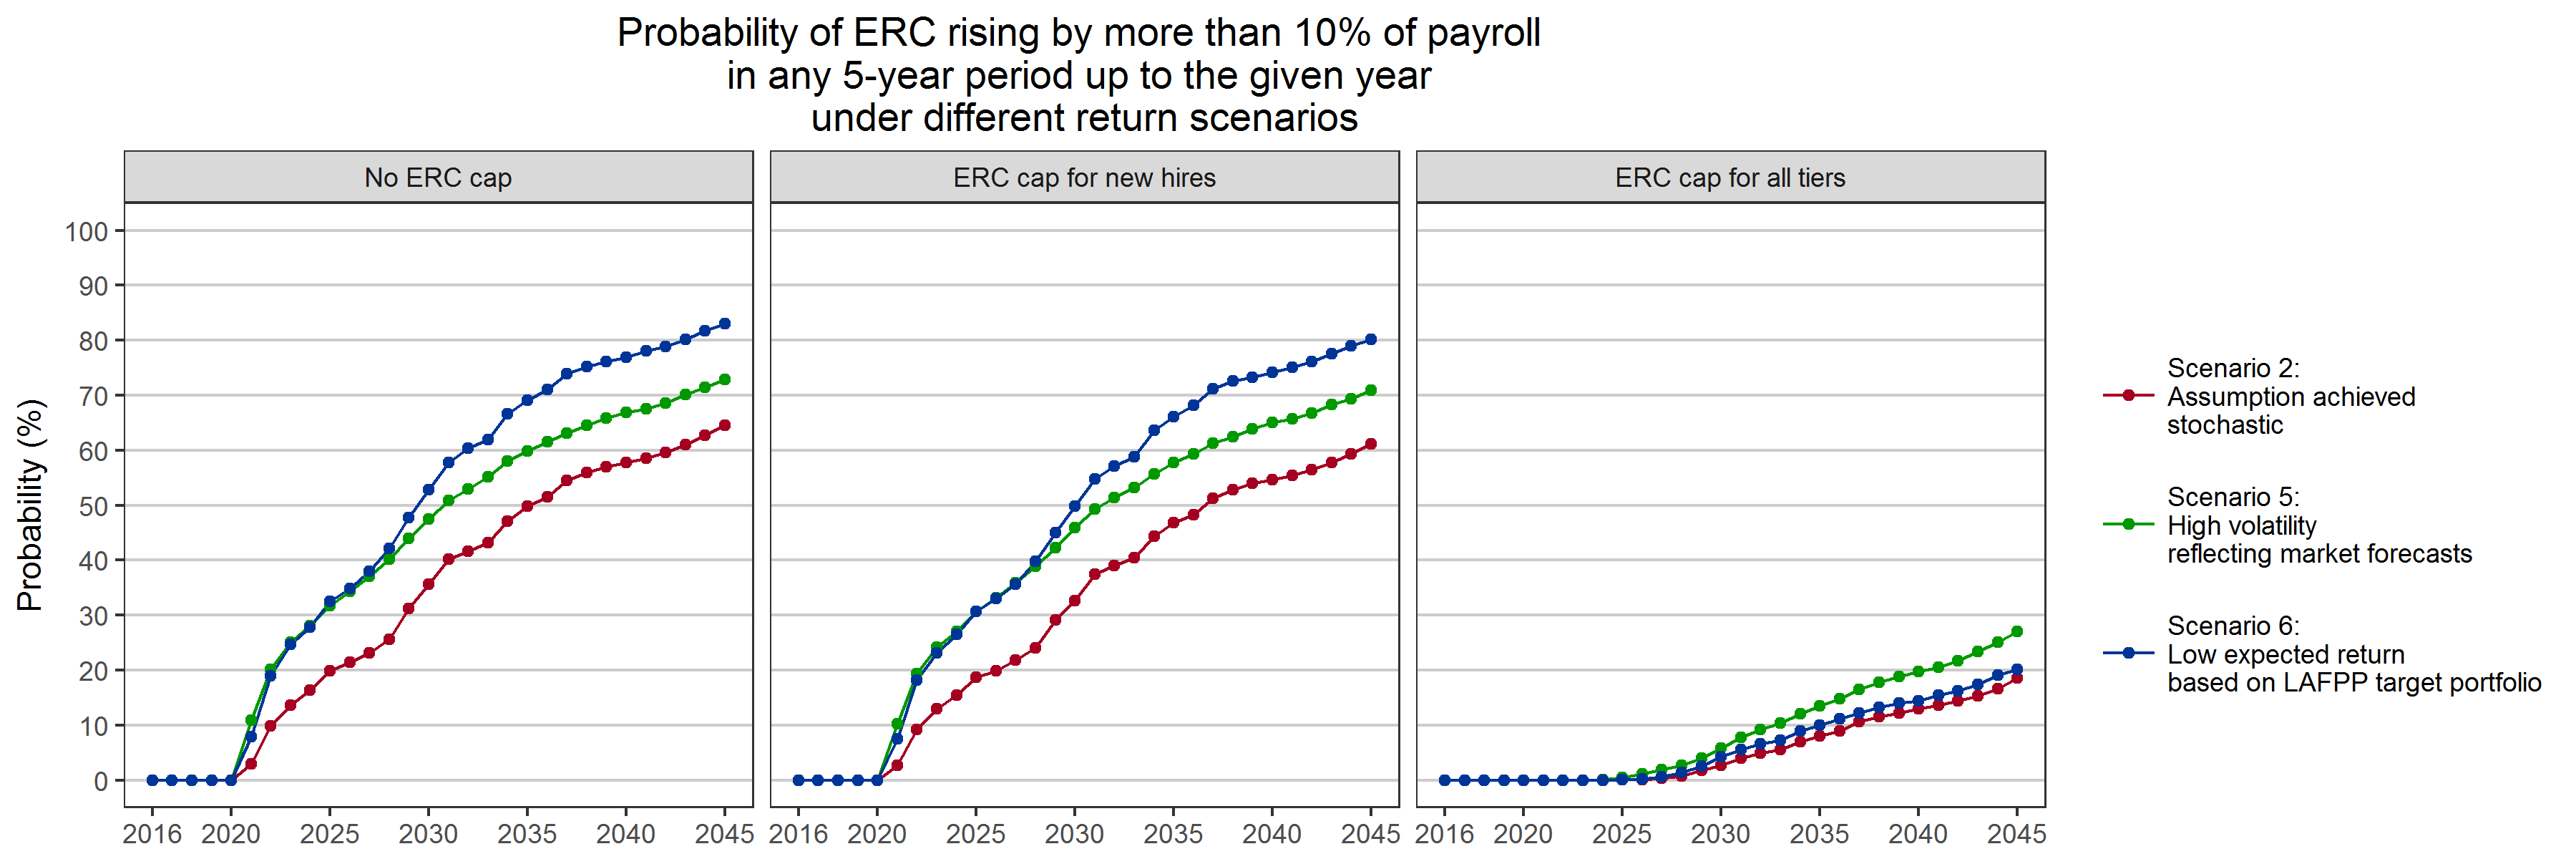 Probability of ERC rising by more than 10% of payroll
in any 5-year period up to the given year
under different return scenarios
No ERC cap
ERC cap for new hires
ERC cap for all tiers
Probability (%)
100
90
80
70
60
50
40
30
20
10
0
2016 2020 2025 2030 2035 2040 2045
2016 2020 2025 2030 2035 2040 2045
2016 2020 2025 2030 2035 2040 2045
Scenario 2:
Assumption achieved
stochastic
Scenario 5:
High volatility
reflecting market forecasts
Scenario 6:
Low expected return
based on LAFPP target portfolio